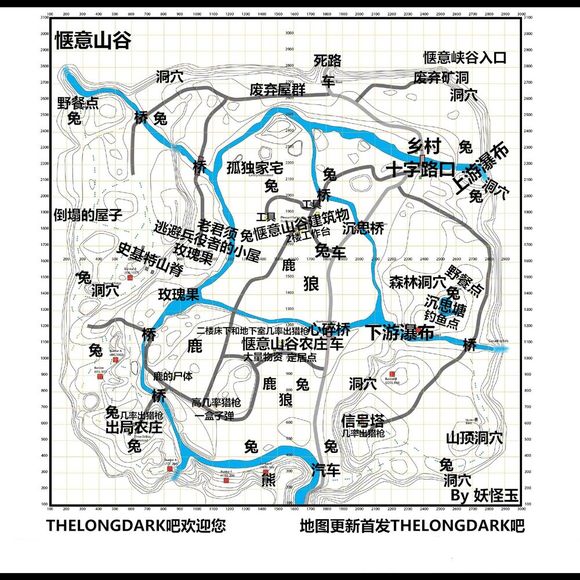 惬意山谷
死路
车
惬意峡谷入口
洞穴
废弃屋群
废弃矿洞
洞穴
野餐点
兔
桥
兔
乡村
十字路口
兔
上游瀑布
洞穴
兔
桥
孤独家宅
兔
桥
工具
工具
倒塌的屋子
老君须
兔
惬意山谷建筑物
2楼工作台
沉思桥
逃避兵役者的小屋
玫瑰果
史基特山脊
兔
车
鹿
狼
兔
洞穴
玫瑰果
森林洞穴
兔
野餐点
沉思塘
钓鱼点
二楼床下和地下室几率出猎枪
心碎桥
下游瀑布
桥
惬意山谷农庄
车
大量物资 定居点
桥
兔
鹿
鹿的尸体
桥
鹿
兔
狼
洞穴
高几率猎枪
一盒子弹
兔
几率出猎枪
出局农庄
兔
信号塔
几率出猎枪
山顶洞穴
兔
兔
熊
汽车
兔
洞穴
By 妖怪玉
THELONGDARK吧欢迎您
地图更新首发THELONGDARK吧